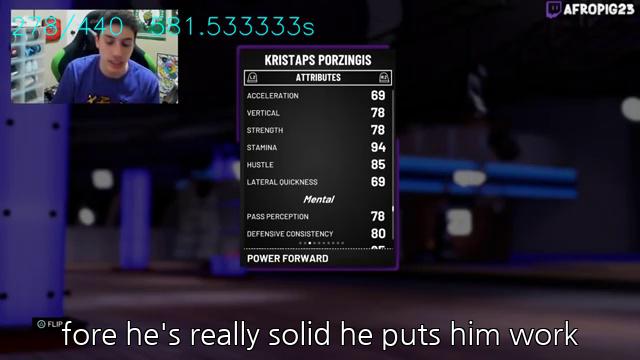 278/440 581.533333s
AFROPIG23
KRISTAPS PORZINGIS
ATTRIBUTES
ACCELERATION 69
VERTICAL 78
STRENGTH 78
STAMINA 94
HUSTLE 85
LATERAL QUICKNESS 69
Mental
PASS PERCEPTION 78
DEFENSIVE CONSISTENCY 80
POWER FORWARD
FLIP
fore he's really solid he puts him work